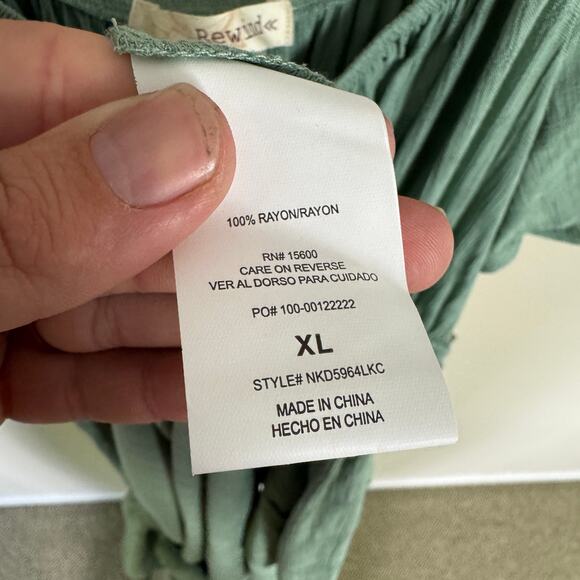 Rewind«
100% RAYON/RAYON
RN# 15600
CARE ON REVERSE
VER AL DORSO PARA CUIDADO
PO# 100-00122222
XL
STYLE# NKD5964LKC
MADE IN CHINA
HECHO EN CHINA